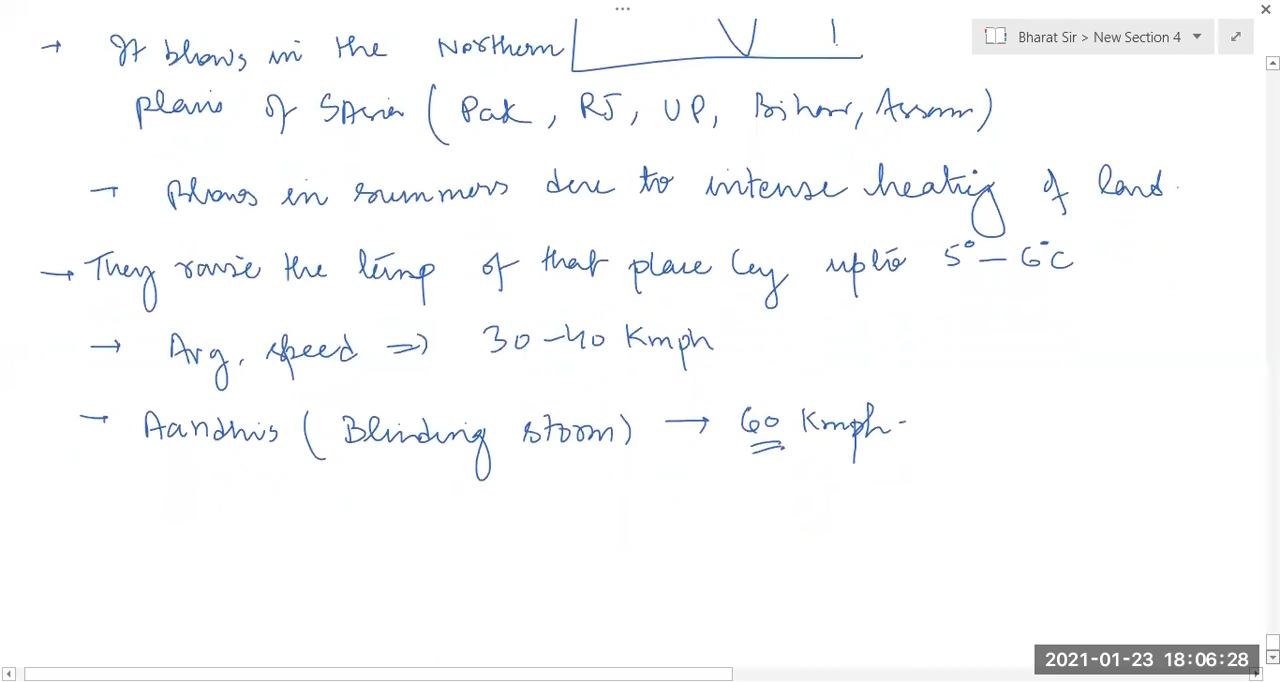 Bharat Sir > New Section 4
→ It blows in the Northern
plains of SAsia (Pak, RJ, UP, Bihar, Assam)
→ Blows in summers due to intense heating of land.
→ They raise the temp of that place by upto 5° – 6°C
→ Avg. speed ⇒ 30–40 Kmph
→ Aandhis (Blinding storm) → 60 Kmph-
2021-01-23 18:06:28